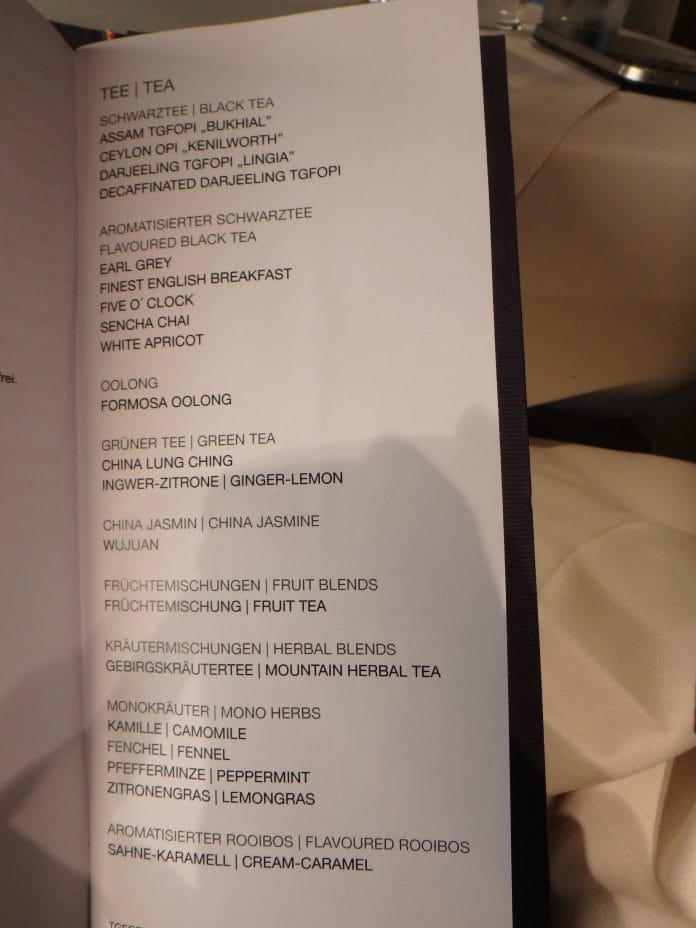 TEE | TEA
SCHWARZTEE | BLACK TEA
ASSAM TGFOPI „BUKHIAL”
CEYLON OPI „KENILWORTH”
DARJEELING TGFOPI „LINGIA”
DECAFFINATED DARJEELING TGFOPI
AROMATISIERTER SCHWARZTEE
FLAVOURED BLACK TEA
EARL GREY
FINEST ENGLISH BREAKFAST
FIVE O´ CLOCK
SENCHA CHAI
WHITE APRICOT
OOLONG
FORMOSA OOLONG
GRÜNER TEE | GREEN TEA
CHINA LUNG CHING
INGWER-ZITRONE | GINGER-LEMON
CHINA JASMIN | CHINA JASMINE
WUJUAN
FRÜCHTEMISCHUNGEN | FRUIT BLENDS
FRÜCHTEMISCHUNG | FRUIT TEA
KRÄUTERMISCHUNGEN | HERBAL BLENDS
GEBIRGSKRÄUTERTEE | MOUNTAIN HERBAL TEA
MONOKRÄUTER | MONO HERBS
KAMILLE | CAMOMILE
FENCHEL | FENNEL
PFEFFERMINZE | PEPPERMINT
ZITRONENGRAS | LEMONGRAS
AROMATISIERTER ROOIBOS | FLAVOURED ROOIBOS
SAHNE-KARAMELL | CREAM-CARAMEL